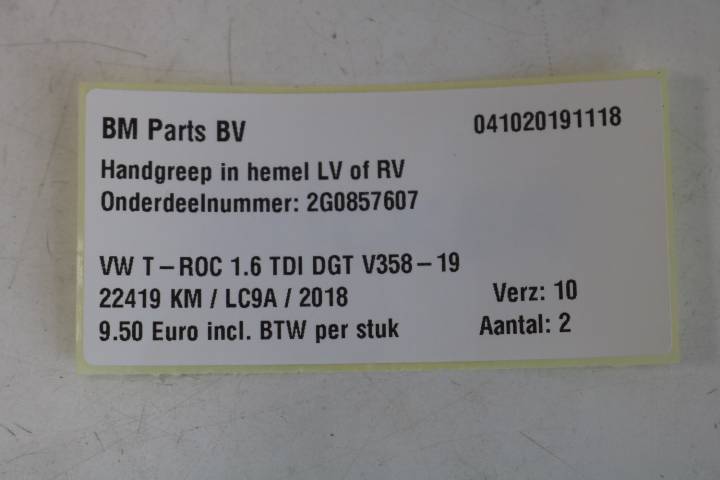 BM Parts BV 041020191118
Handgreep in hemel LV of RV
Onderdeelnummer: 2G0857607
VW T-ROC 1.6 TDI DGT V358-19
22419 KM / LC9A / 2018 Verz: 10
9.50 Euro incl. BTW per stuk Aantal: 2